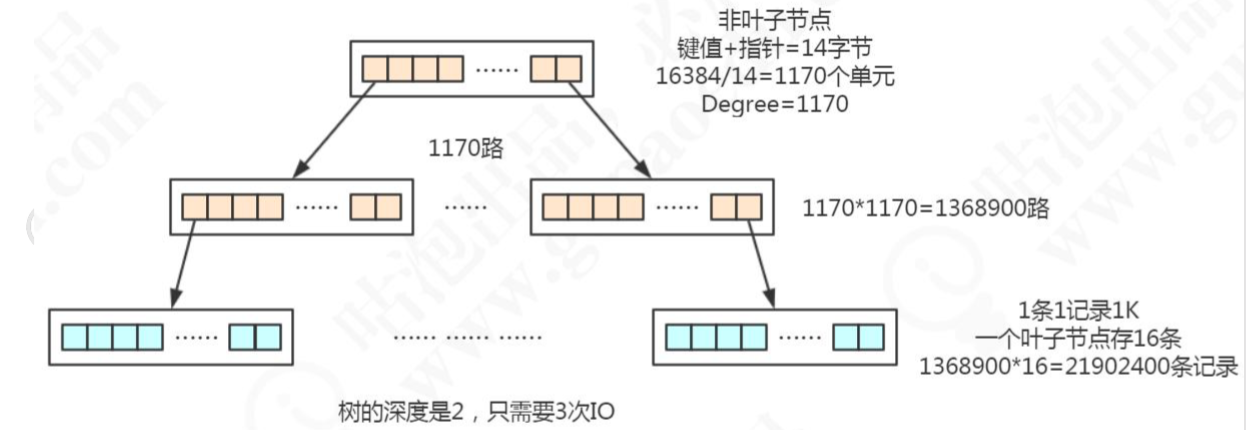 非叶子节点
键值+指针=14字节
16384/14=1170个单元
Degree=1170
......
1170路
......
......
......
1170*1170=1368900路
1条1记录1K
一个叶子节点存16条
1368900*16=21902400条记录
......
...... ...... ......
......
树的深度是2，只需要3次IO